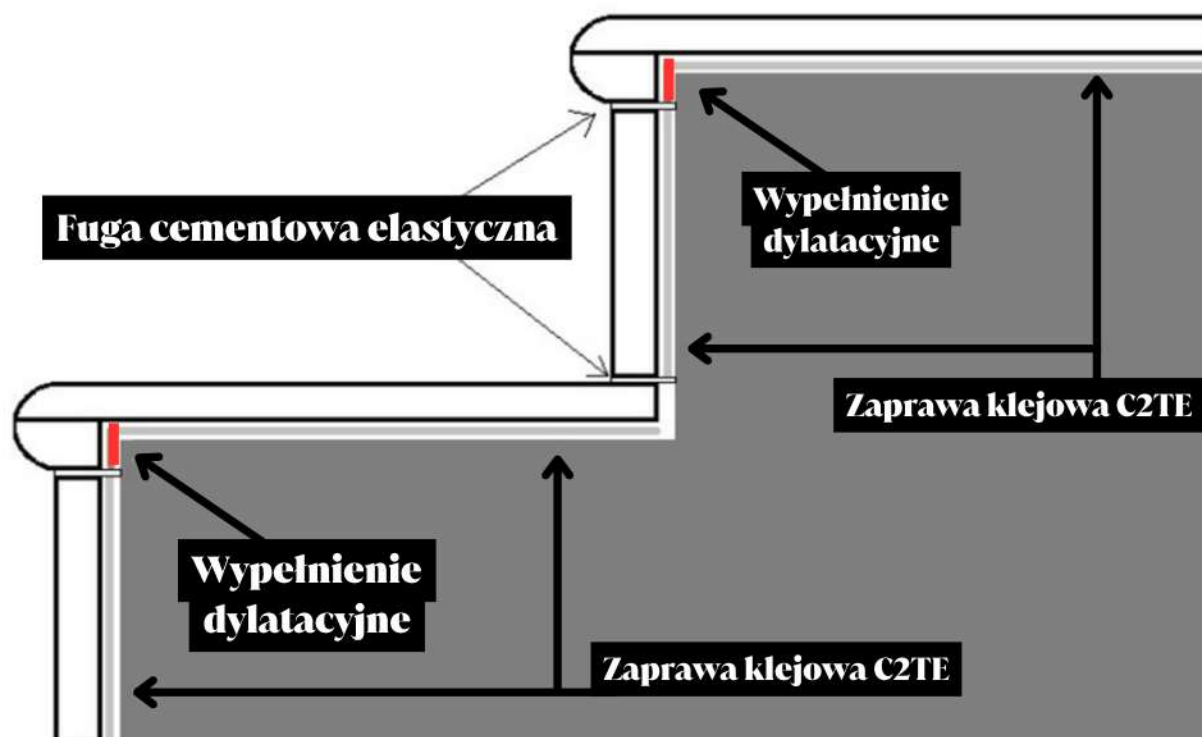 Wypełnienie
dylatacyjne
Fuga cementowa elastyczna
Zaprawa klejowa C2TE
Wypełnienie
dylatacyjne
Zaprawa klejowa C2TE